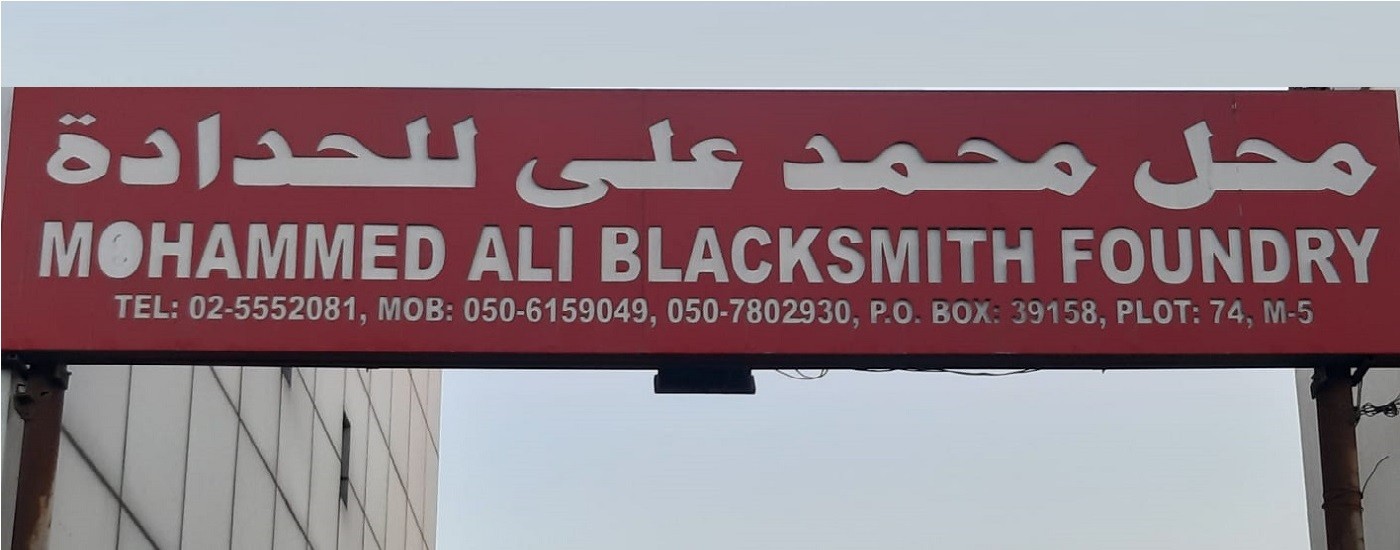 محل محمد على للحدادة
MOHAMMED ALI BLACKSMITH FOUNDRY
TEL: 02-5552081, MOB: 050-6159049, 050-7802930, P.O. BOX: 39158, PLOT: 74, M-5